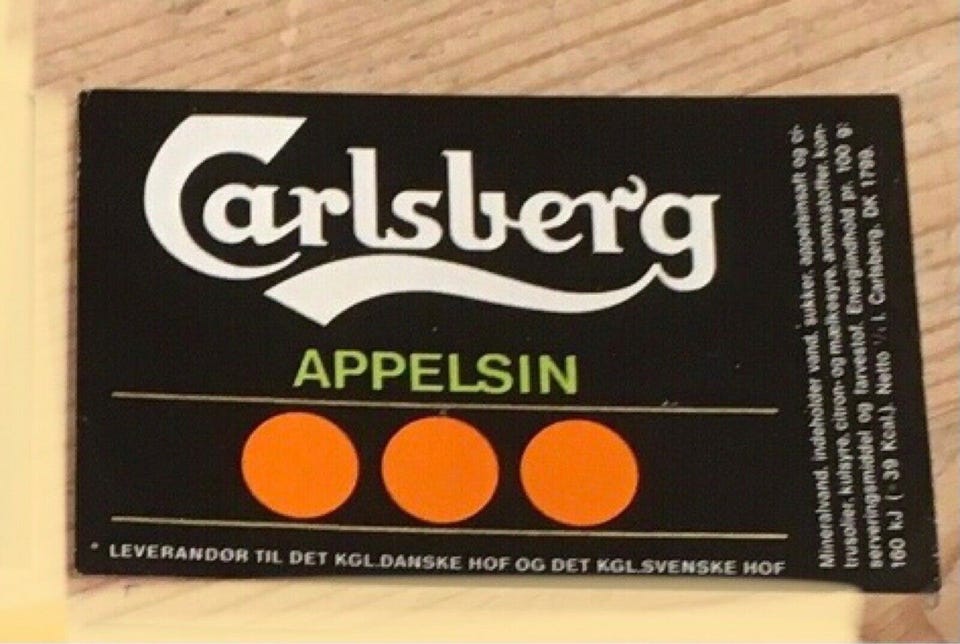 Carlsberg
APPELSIN
LEVERANDØR TIL DET KGL.DANSKE HOF OG DET KGL.SVENSKE HOF
Mineralvand, indeholder vand, sukker, appelsinsaft og ci-
trusolier, kulsyre, citron- og mælkesyre, aromastoffer, kon-
serveringsmiddel og farvestof. Energiindhold pr. 100 g:
160 kJ ( 39 Kcal). Netto l. Carlsberg, DK 1799.